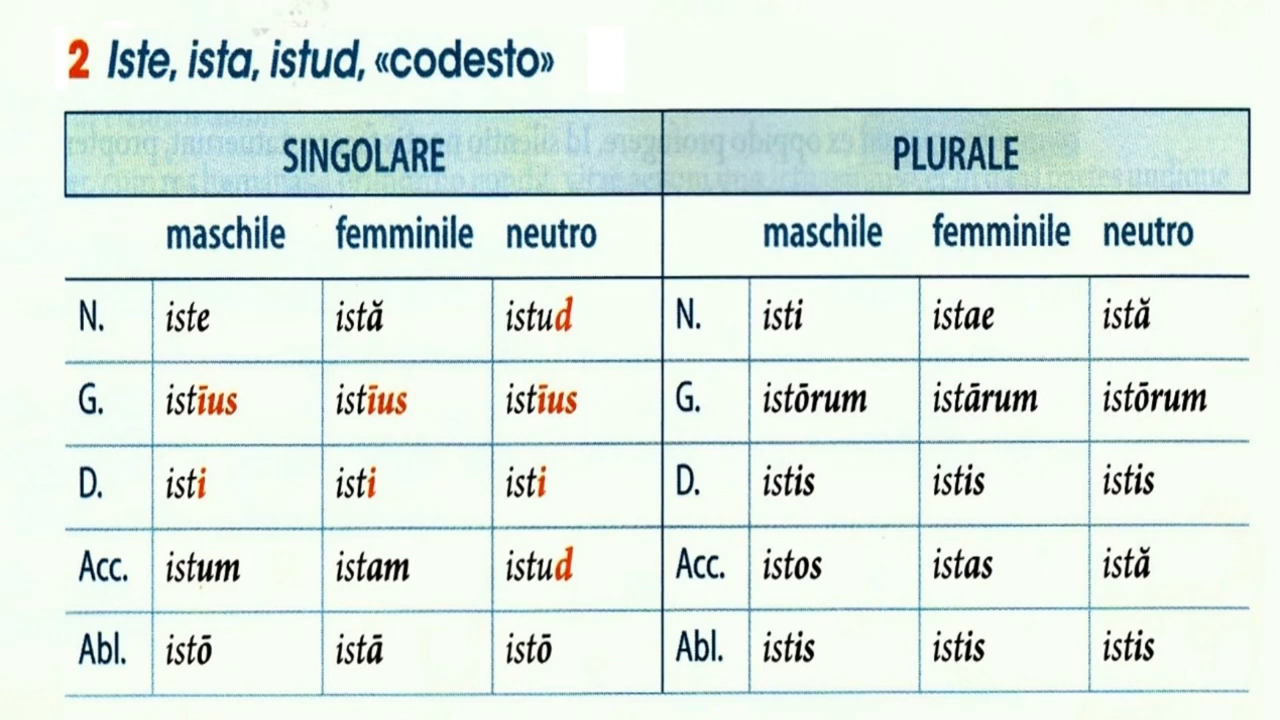 2 Iste, ista, istud, «codesto»
SINGOLARE PLURALE
maschile femminile neutro maschile femminile neutro
N. iste istă istud N. isti istae istă
G. istīus istīus istīus G. istōrum istārum istōrum
D. isti isti isti D. istis istis istis
Acc. istum istam istud Acc. istos istas istă
Abl. istō istā istō Abl. istis istis istis